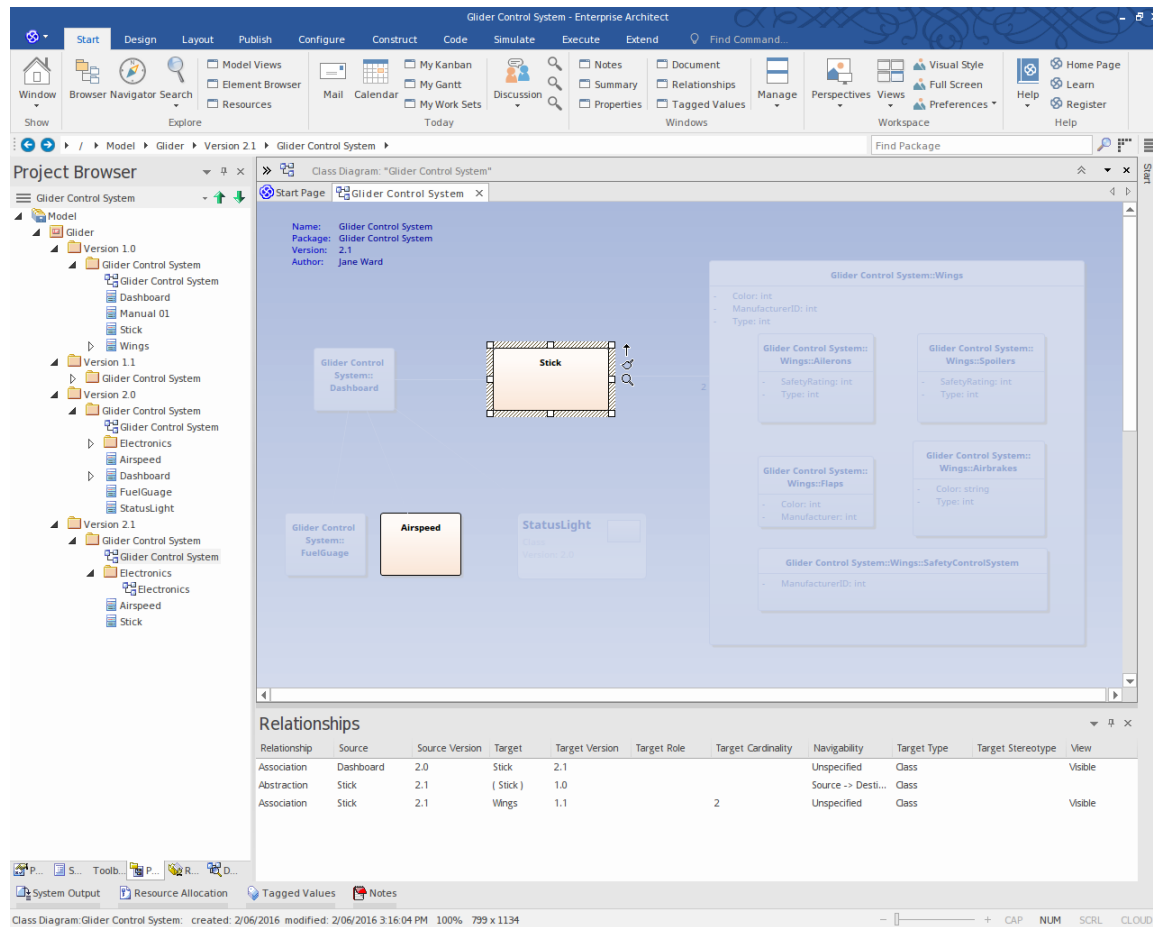 Glider Control System - Enterprise Architect
Start Design Layout Publish Configure Construct Code Simulate Execute Extend Find Command...
Window Browser Navigator Search Model Views Element Browser Resources Mail Calendar My Kanban My Gantt My Work Sets Discussion Notes Summary Properties Document Relationships Tagged Values Manage Perspectives Views Visual Style Full Screen Preferences Help Home Page Learn Register
Show Explore Today Windows Workspace Help
/ Model Glider Version 2.1 Glider Control System Find Package
Project Browser
Glider Control System
Model
Glider
Version 1.0
Glider Control System
Glider Control System
Dashboard
Manual 01
Stick
Wings
Version 1.1
Glider Control System
Version 2.0
Glider Control System
Glider Control System
Electronics
Airspeed
Dashboard
FuelGuage
StatusLight
Version 2.1
Glider Control System
Glider Control System
Electronics
Electronics
Airspeed
Stick
Class Diagram: "Glider Control System"
Start
Start Page Glider Control System
Name: Glider Control System
Package: Glider Control System
Version: 2.1
Author: Jane Ward
Glider Control System::Wings
- Color: int
- ManufacturerID: int
- Type: int
Glider Control System:: Dashboard
Stick
2
Glider Control System:: Wings::Ailerons
- SafetyRating: int
- Type: int
Glider Control System:: Wings::Spoilers
- SafetyRating: int
- Type: int
Glider Control System:: Wings::Flaps
- Color: int
- Manufacturer: int
Glider Control System:: Wings::Airbrakes
- Color: string
- Type: int
Glider Control System:: FuelGuage
Airspeed
StatusLight
Glider Control System::Wings::SafetyControlSystem
- ManufacturerID: int
Relationships
Relationship Source Source Version Target Target Version Target Role Target Cardinality Navigability Target Type Target Stereotype View
Association Dashboard 2.0 Stick 2.1 Unspecified Class Visible
Abstraction Stick 2.1 ( Stick ) 1.0 Source -> Desti... Class
Association Stick 2.1 Wings 1.1 2 Unspecified Class Visible
P... S... Toolb... P... R... D...
System Output Resource Allocation Tagged Values Notes
Class Diagram:Glider Control System: created: 2/06/2016 modified: 2/06/2016 3:16:04 PM 100% 799 x 1134 CAP NUM SCRL CLOUD